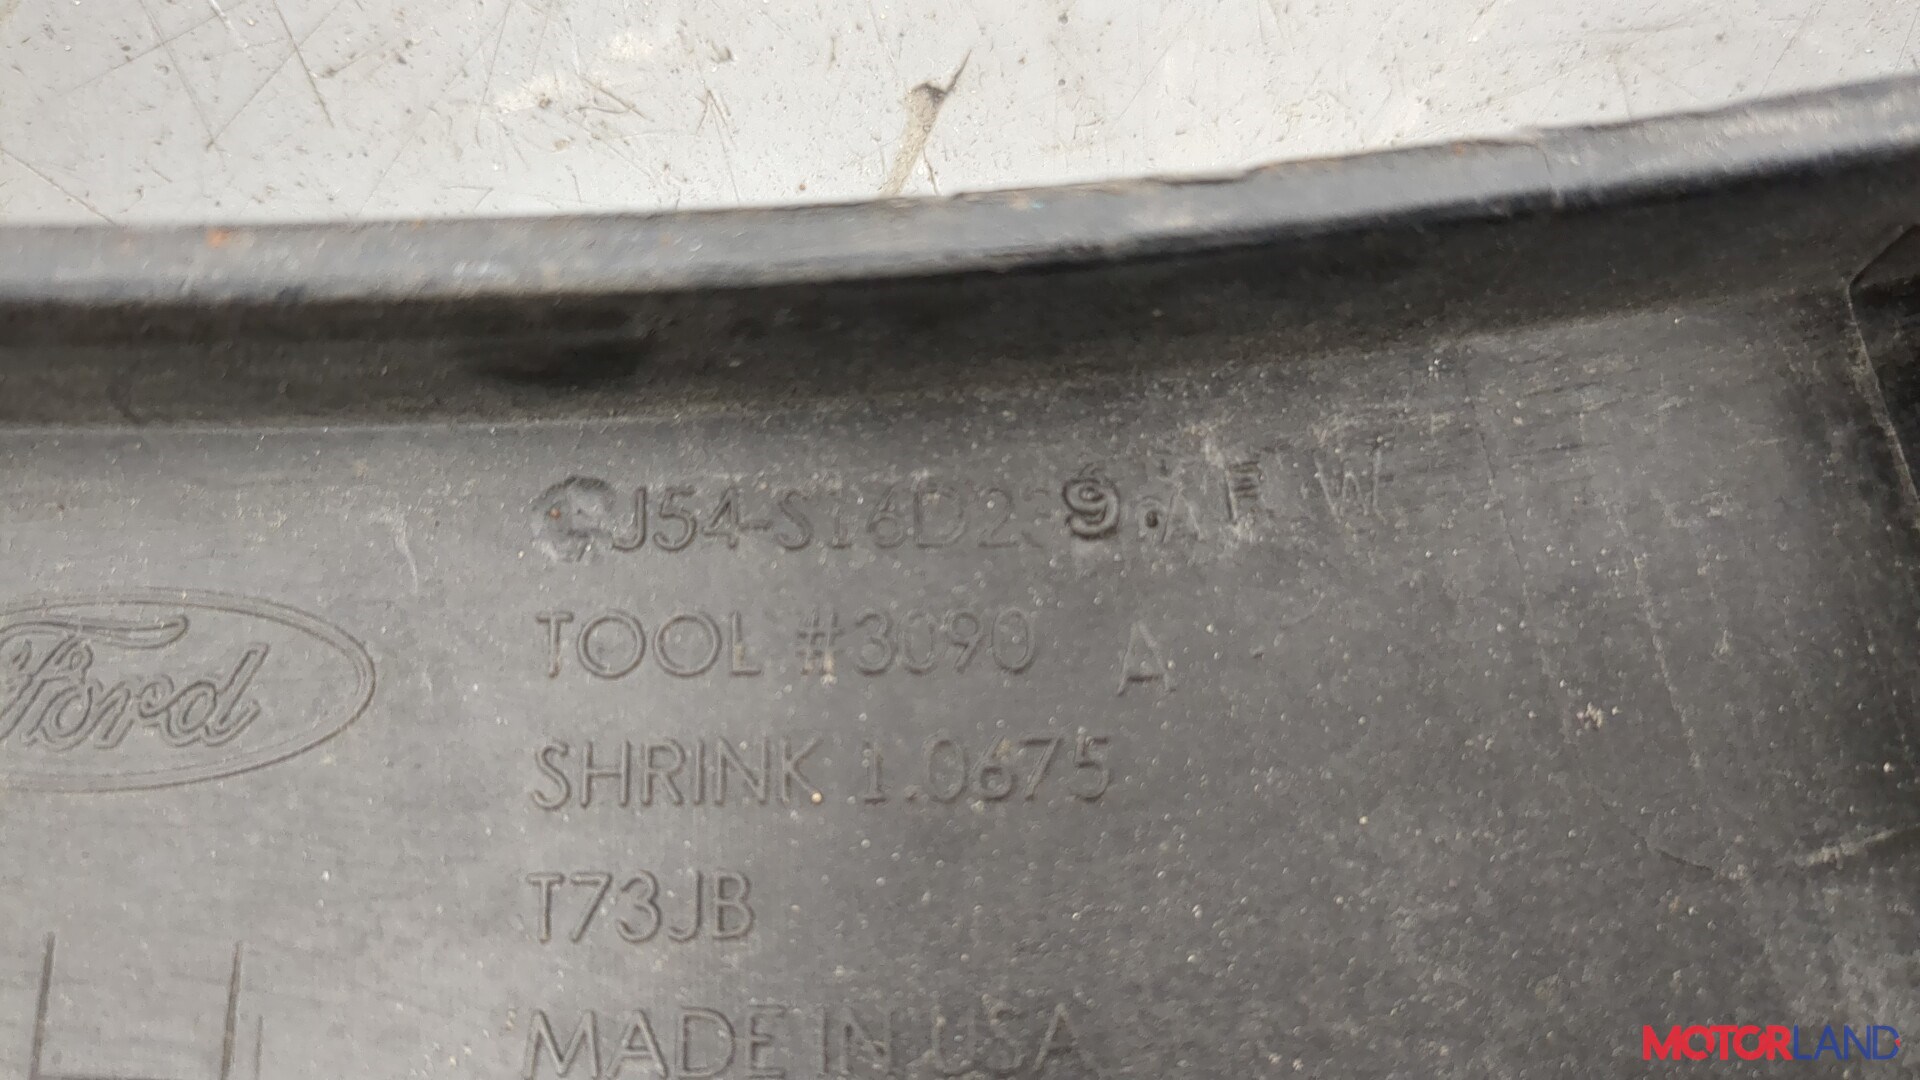 TOOL #3090 A
Ford
SHRINK 1.0675
T73JB
MADE IN USA
MOTORLAND